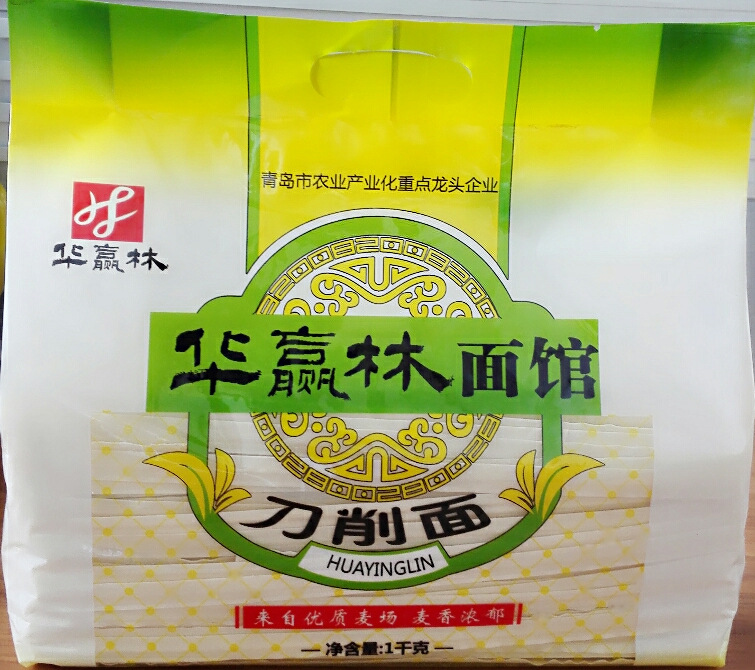 青岛市农业产业化重点龙头企业
华赢林
华赢林面馆
刀削面
HUAYINGLIN
来自优质麦场 麦香浓郁
净含量:1千克